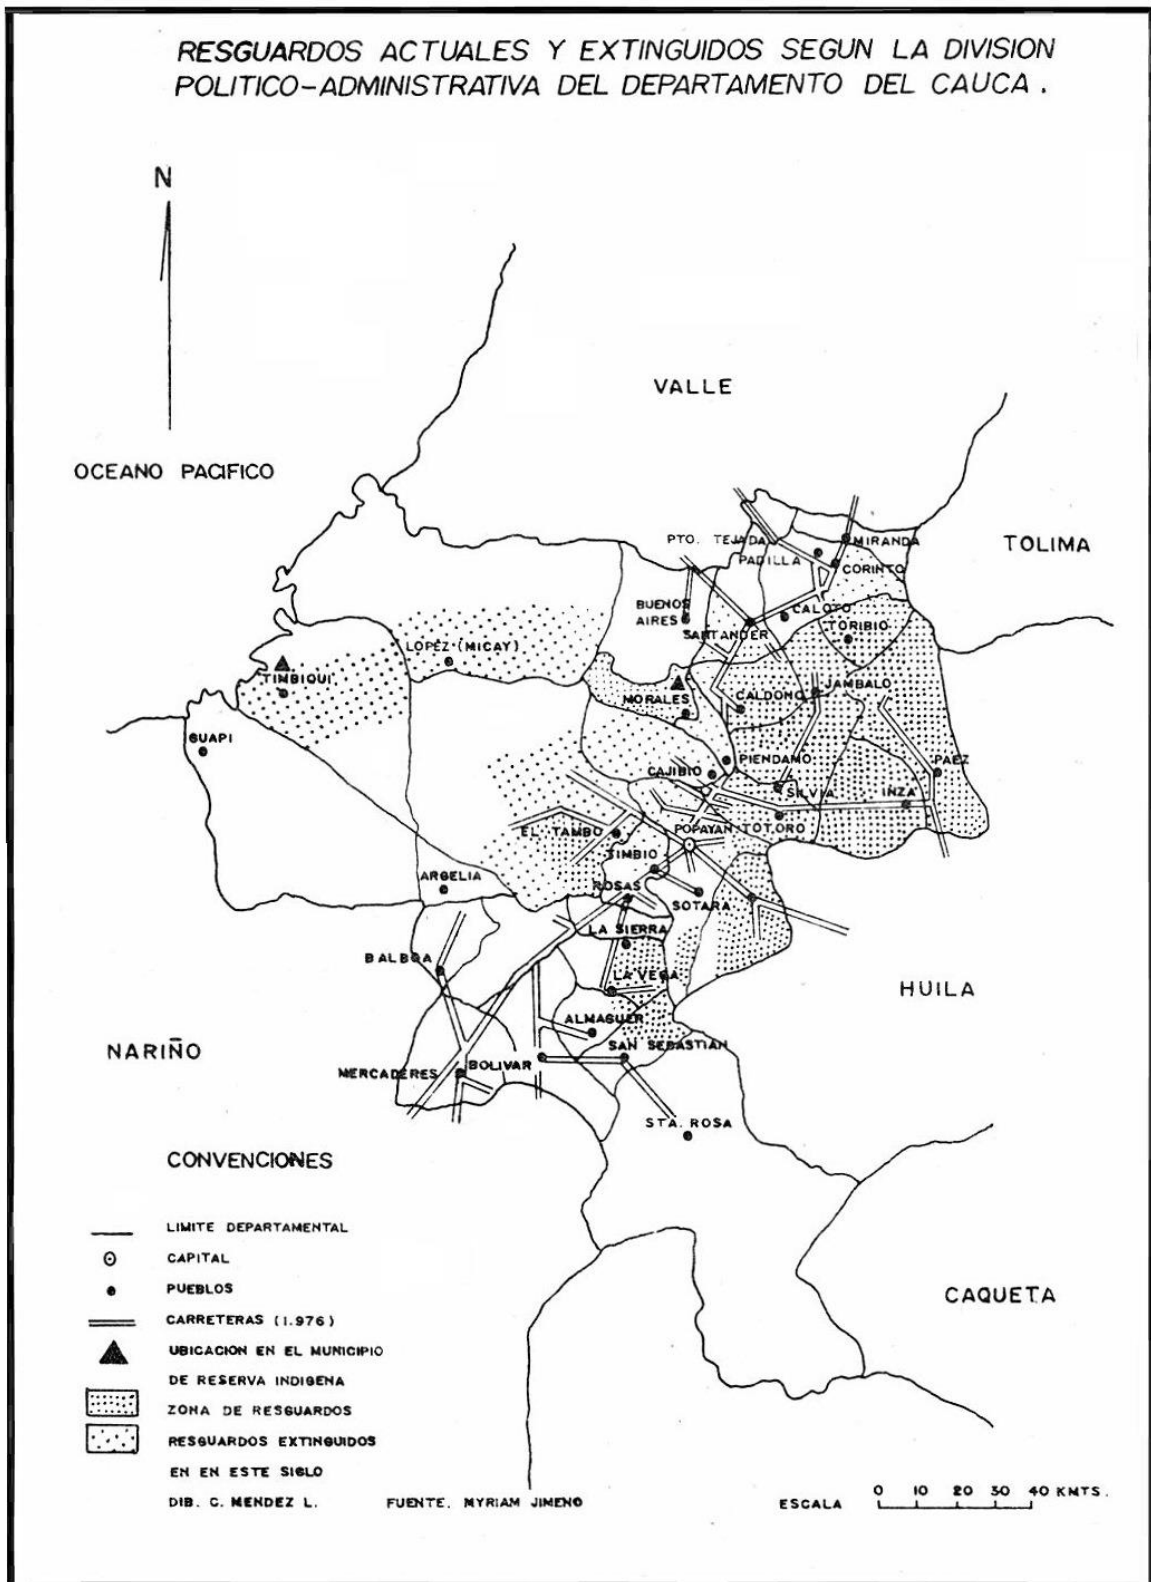 RESGUARDOS ACTUALES Y EXTINGUIDOS SEGUN LA DIVISION
POLITICO-ADMINISTRATIVA DEL DEPARTAMENTO DEL CAUCA.
N
VALLE
OCEANO PACIFICO
TOLIMA
PTO. TEJADA
MIRANDA
PADILLA
CORINTO
BUENOS
AIRES
CALOTO
SANTANDER
TORIBIO
LOPEZ (MICAY)
TIMBIQUI
JAMBALO
MORALES
CALDONO
GUAPI
PIENDAMO
PAEZ
CAJIBIO
SILVIA
INZA
EL TAMBO
POPAYAN
TOTORO
TIMBIO
ARGELIA
ROSAS
SOTARA
LA SIERRA
BALBOA
LA VEGA
HUILA
ALMAGUER
NARIÑO
SAN SEBASTIAN
BOLIVAR
MERCADERES
STA. ROSA
CAQUETA
CONVENCIONES
LIMITE DEPARTAMENTAL
CAPITAL
PUEBLOS
CARRETERAS (1.976)
UBICACION EN EL MUNICIPIO
DE RESERVA INDIGENA
ZONA DE RESGUARDOS
RESGUARDOS EXTINGUIDOS
EN EN ESTE SIGLO
DIB. C. MENDEZ L. FUENTE. MYRIAM JIMENO
ESCALA 0 10 20 30 40 KMTS.